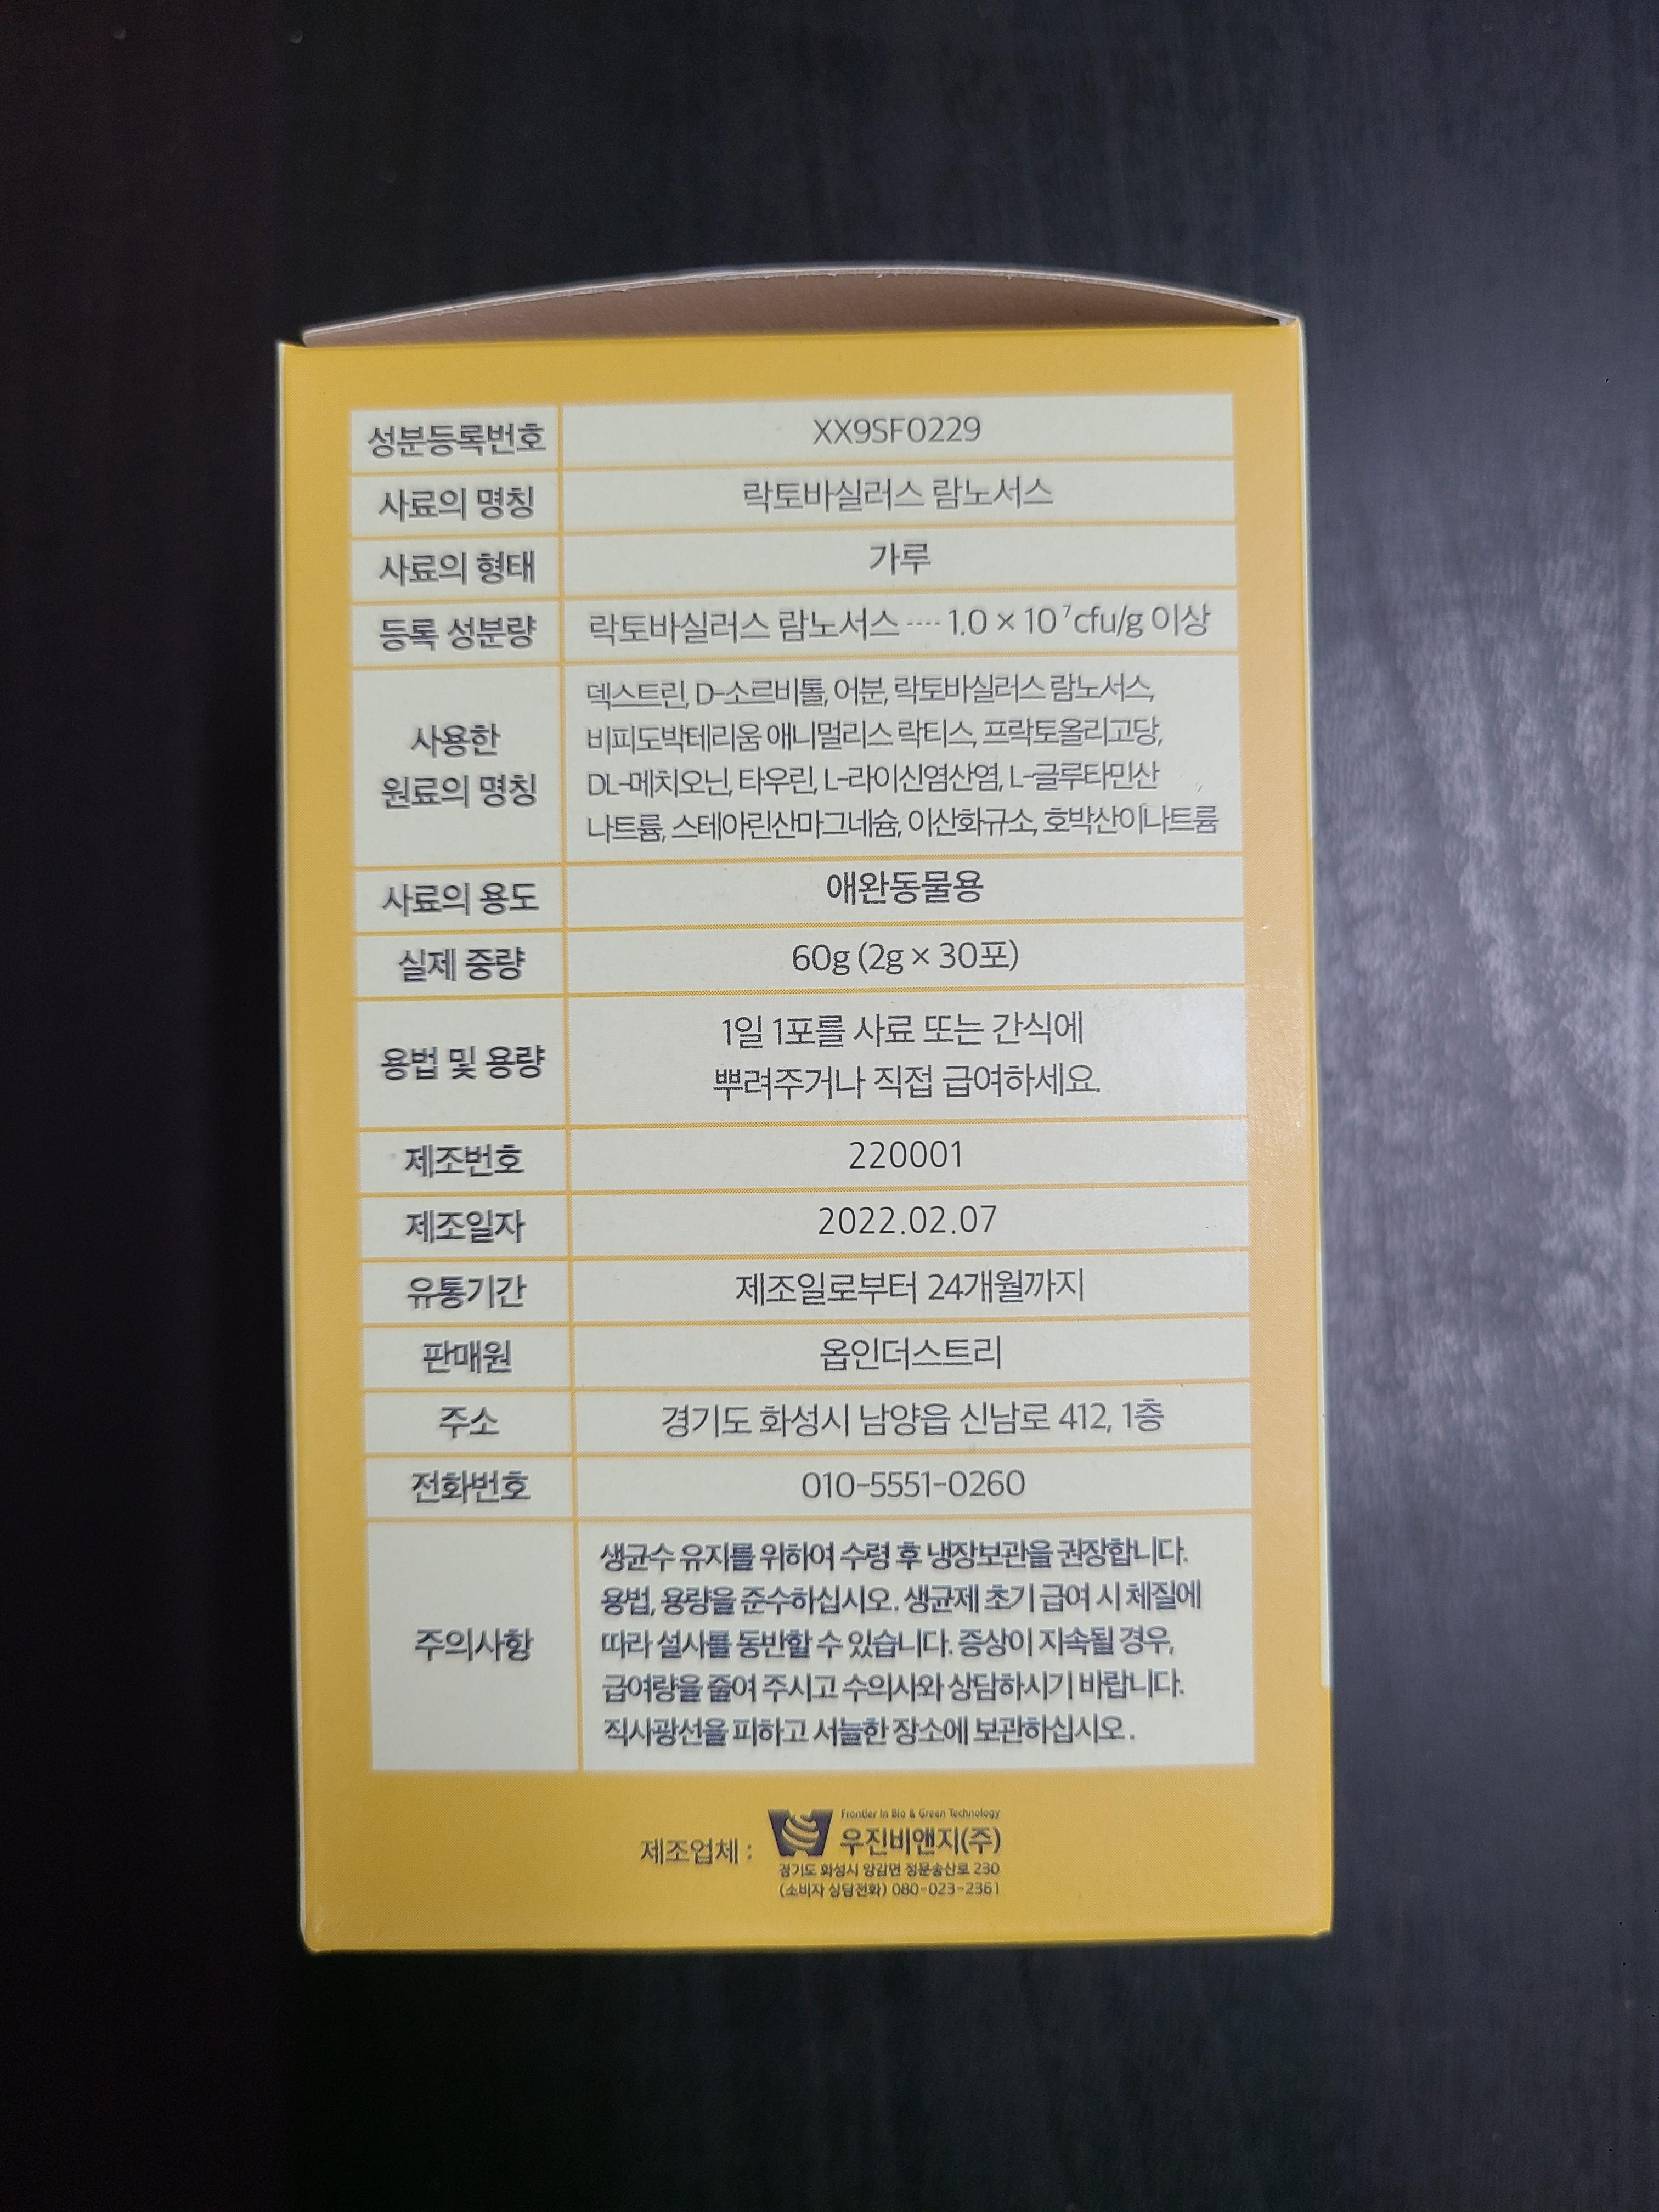 성분등록번호 XX9SF0229
사료의 명칭 락토바실러스 람노서스
사료의 형태 가루
등록 성분량 락토바실러스 람노서스 ···· 1.0 × 10⁷cfu/g 이상
사용한
원료의 명칭
덱스트린, D-소르비톨, 어분, 락토바실러스 람노서스,
비피도박테리움 애니멀리스 락티스, 프락토올리고당,
DL-메치오닌, 타우린, L-라이신염산염, L-글루타민산
나트륨, 스테아린산마그네슘, 이산화규소, 호박산이나트륨
사료의 용도 애완동물용
실제 중량 60g (2g × 30포)
용법 및 용량
1일 1포를 사료 또는 간식에
뿌려주거나 직접 급여하세요.
제조번호 220001
제조일자 2022.02.07
유통기간 제조일로부터 24개월까지
판매원 옵인더스트리
주소 경기도 화성시 남양읍 신남로 412, 1층
전화번호 010-5551-0260
주의사항
생균수 유지를 위하여 수령 후 냉장보관을 권장합니다.
용법, 용량을 준수하십시오. 생균제 초기 급여 시 체질에
따라 설사를 동반할 수 있습니다. 증상이 지속될 경우,
급여량을 줄여 주시고 수의사와 상담하시기 바랍니다.
직사광선을 피하고 서늘한 장소에 보관하십시오.
제조업체 :
Frontier In Bio & Green Technology
우진비앤지(주)
경기도 화성시 양감면 정문송산로 230
(소비자 상담전화) 080-023-2361